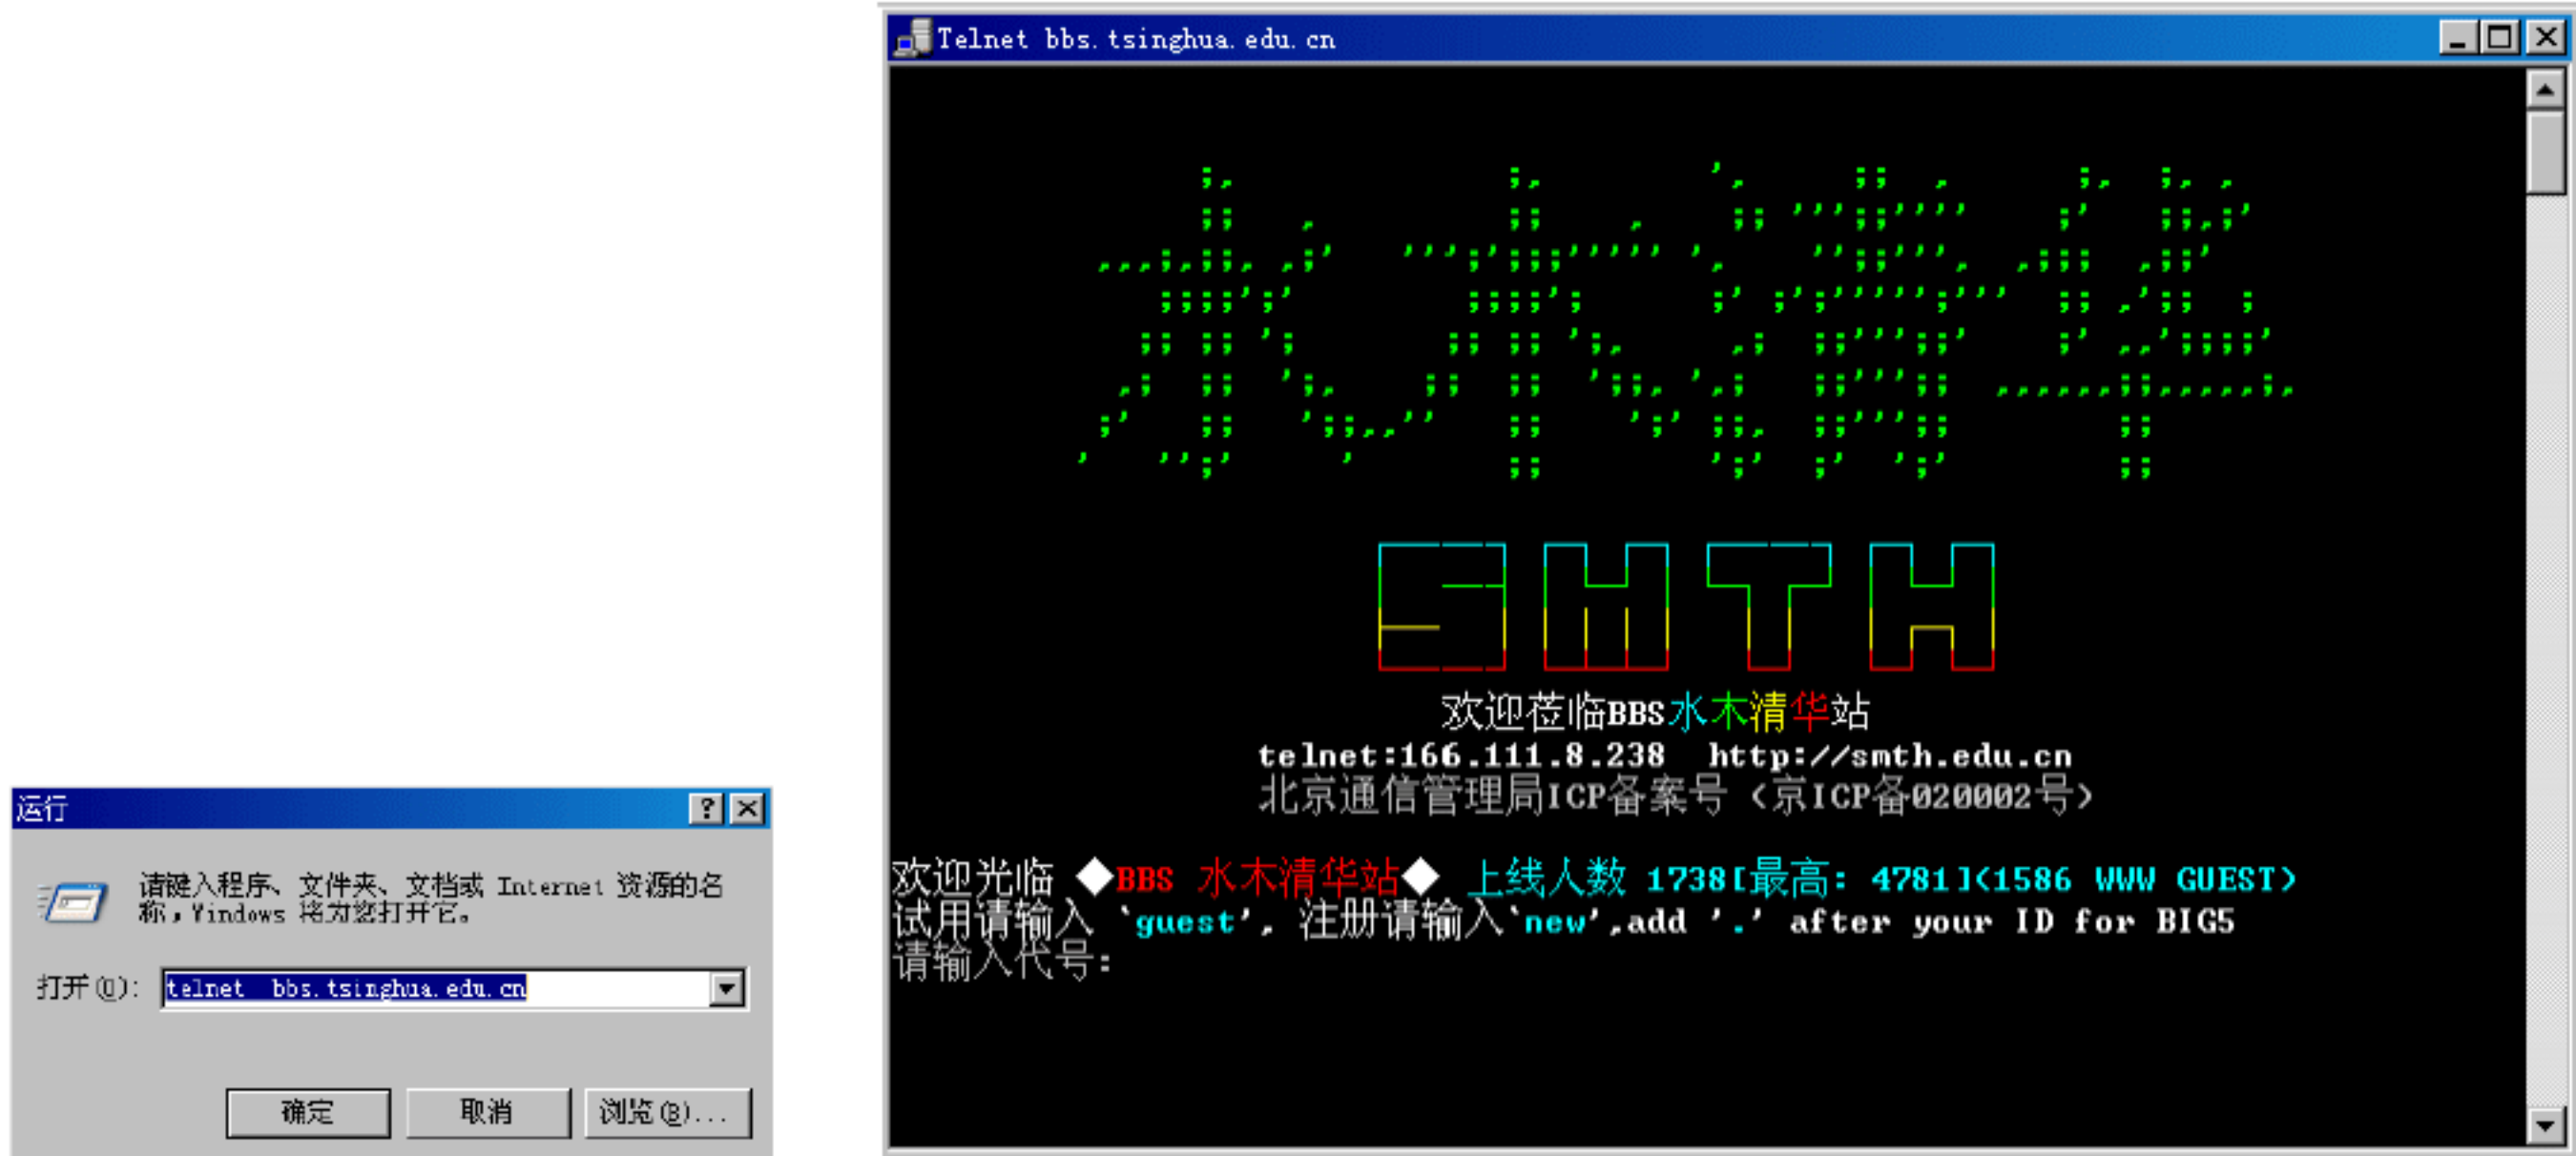 运行
请键入程序、文件夹、文档或 Internet 资源的名
称，Windows 将为您打开它。
打开(O):
telnet  bbs.tsinghua.edu.cn
确定
取消
浏览(B)...
Telnet bbs.tsinghua.edu.cn
水木清华
SMTH
欢迎莅临BBS水木清华站
telnet:166.111.8.238  http://smth.edu.cn
北京通信管理局ICP备案号 (京ICP备020002号)
欢迎光临 ◆BBS 水木清华站◆ 上线人数 1738[最高: 4781](1586 WWW GUEST)
试用请输入 `guest', 注册请输入`new',add '.' after your ID for BIG5
请输入代号: